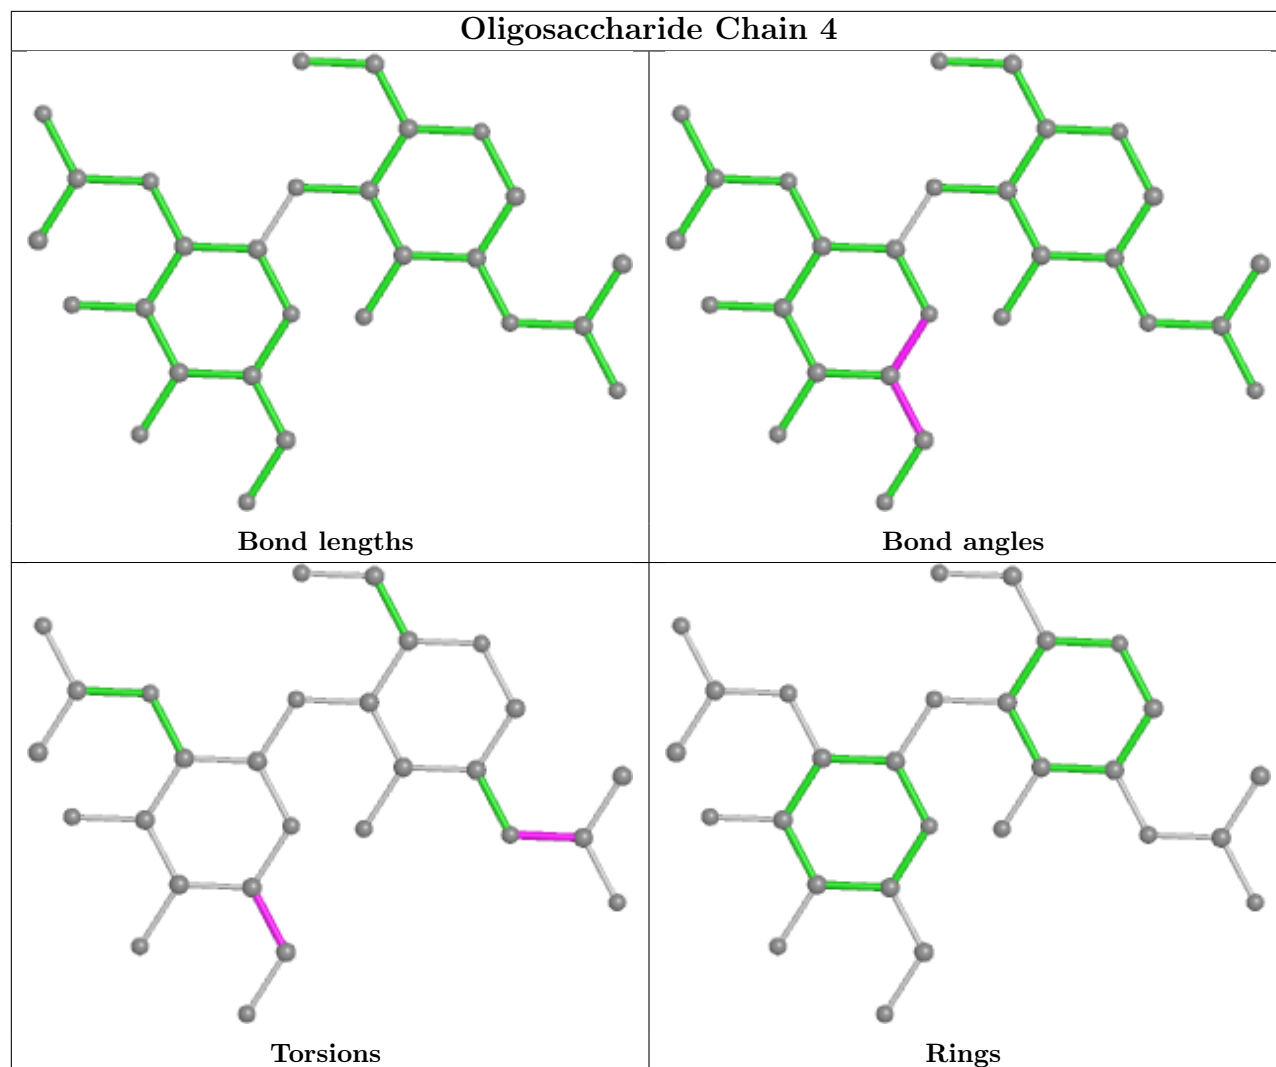 Oligosaccharide Chain 4
Bond lengths
Bond angles
Torsions
Rings